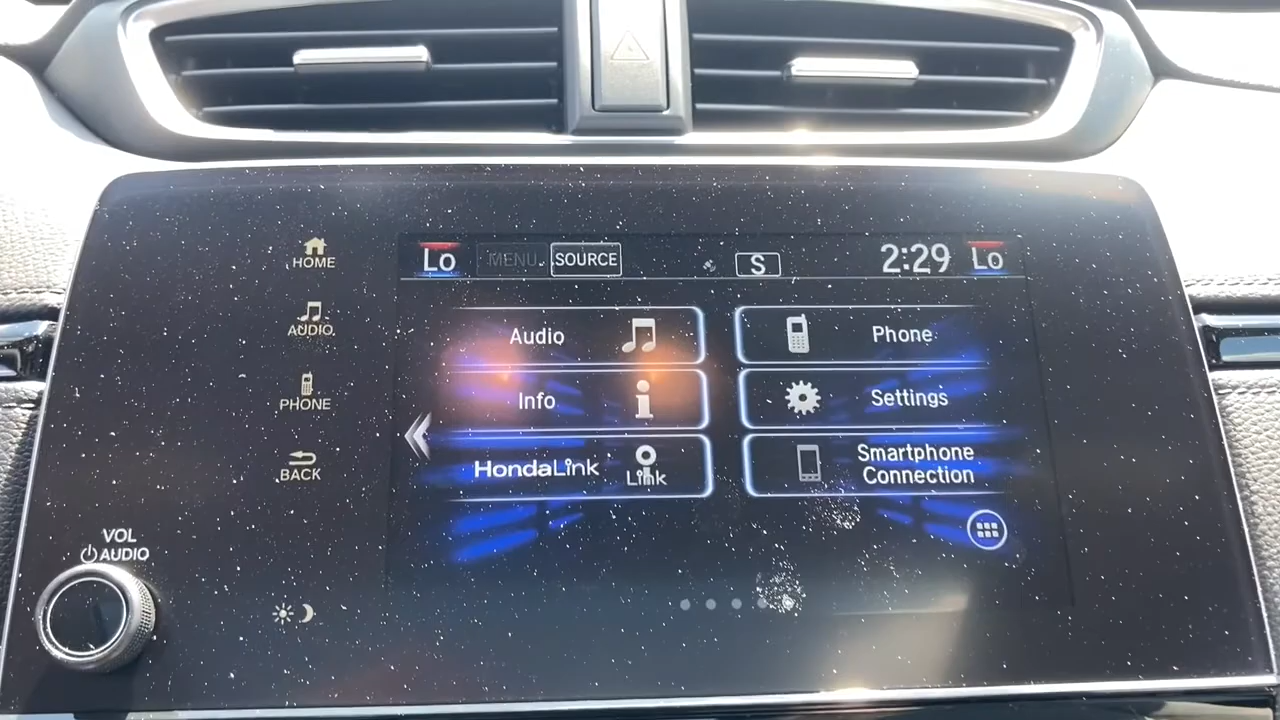 Lo MENU SOURCE S 2:29 Lo
HOME
AUDIO
PHONE
BACK
VOL
AUDIO
Audio
Info
HondaLink
Link
Phone
Settings
Smartphone
Connection